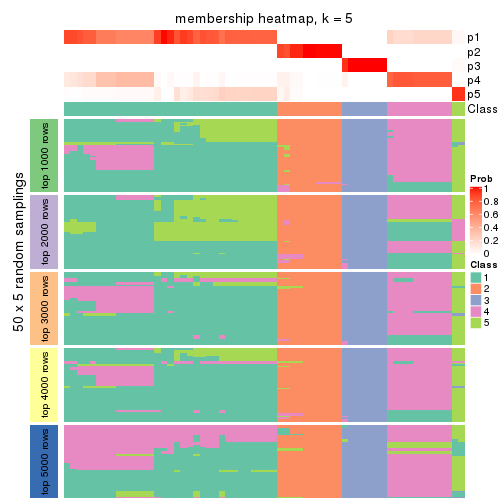 membership heatmap, k = 5
p1
p2
p3
p4
p5
Class
50 x 5 random samplings
top 1000 rows
top 2000 rows
top 3000 rows
top 4000 rows
top 5000 rows
Prob
1
0.8
0.6
0.4
0.2
0
Class
1
2
3
4
5